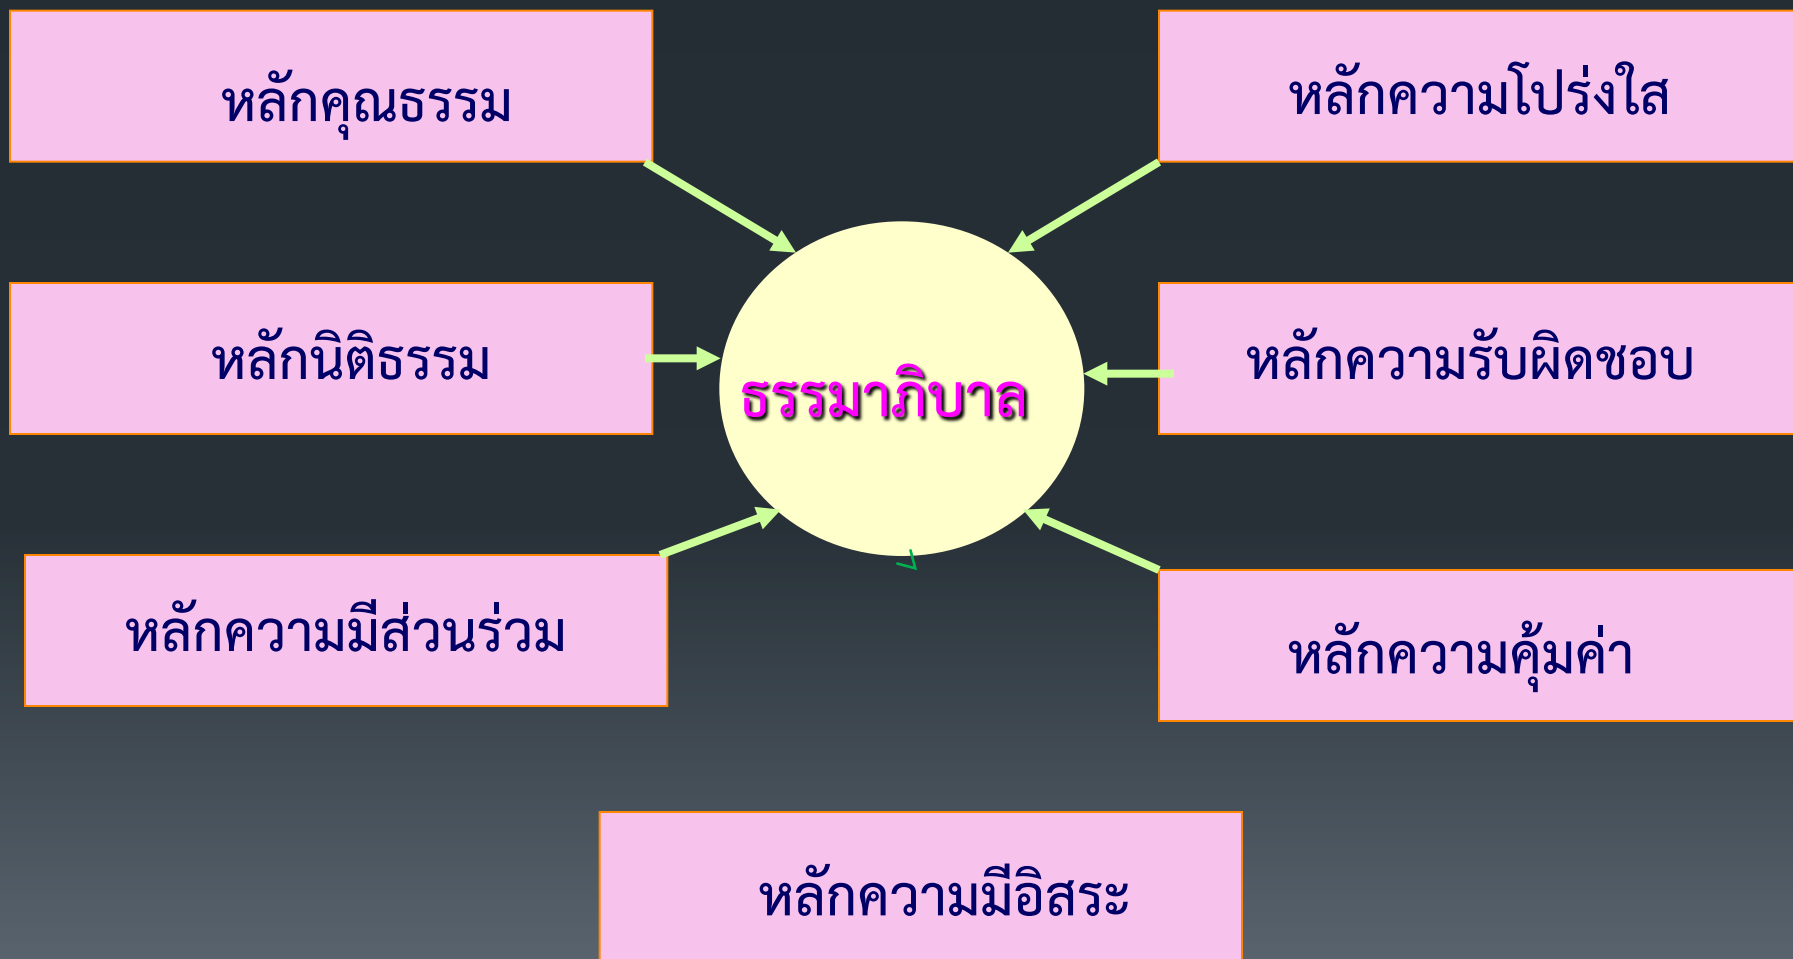 หลักคุณธรรม
หลักความโปร่งใส
หลักนิติธรรม
ธรรมาภิบาล
หลักความรับผิดชอบ
หลักความมีส่วนร่วม
หลักความคุ้มค่า
หลักความมีอิสระ